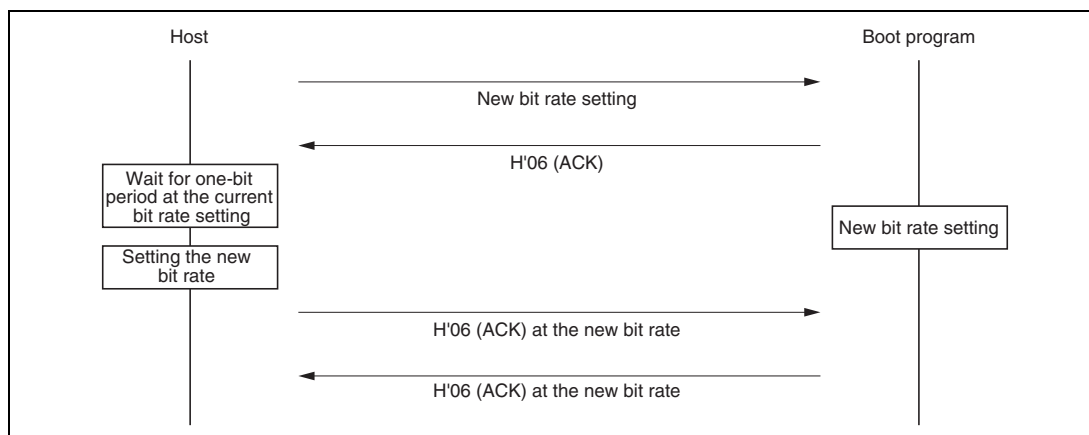 Host
Boot program
New bit rate setting
H'06 (ACK)
Wait for one-bit
period at the current
bit rate setting
New bit rate setting
Setting the new
bit rate
H'06 (ACK) at the new bit rate
H'06 (ACK) at the new bit rate